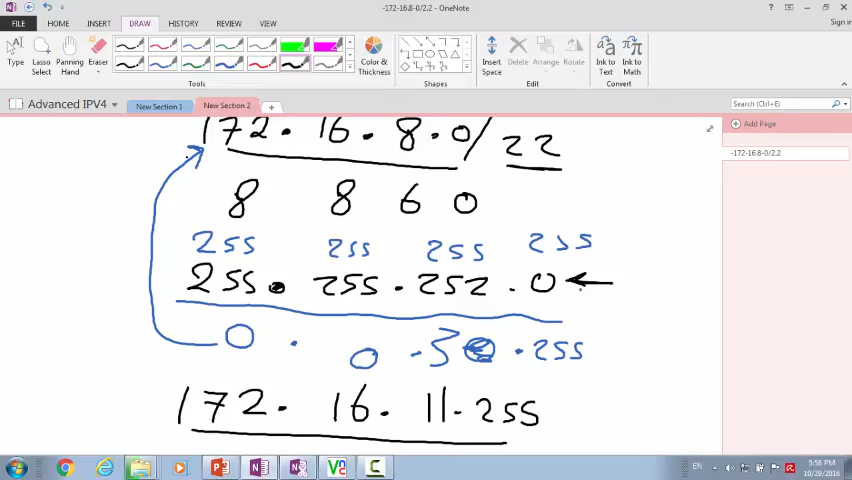 -172-16.8-0/2.2 - OneNote
Sign in
FILE HOME INSERT DRAW HISTORY REVIEW VIEW
Type Lasso Select Panning Hand Eraser Color & Thickness Insert Space Delete Arrange Rotate Ink to Text Ink to Math
Tools Shapes Edit Convert
Advanced IPV4 New Section 1 New Section 2 Search (Ctrl+E)
Add Page
-172-16.8-0/2.2
172.16.8.0/22
8 8 6 0
255 255 255 255
255.255.252.0
0 . 0 .3 .255
172.16.11.255
EN 5:58 PM
10/29/2016